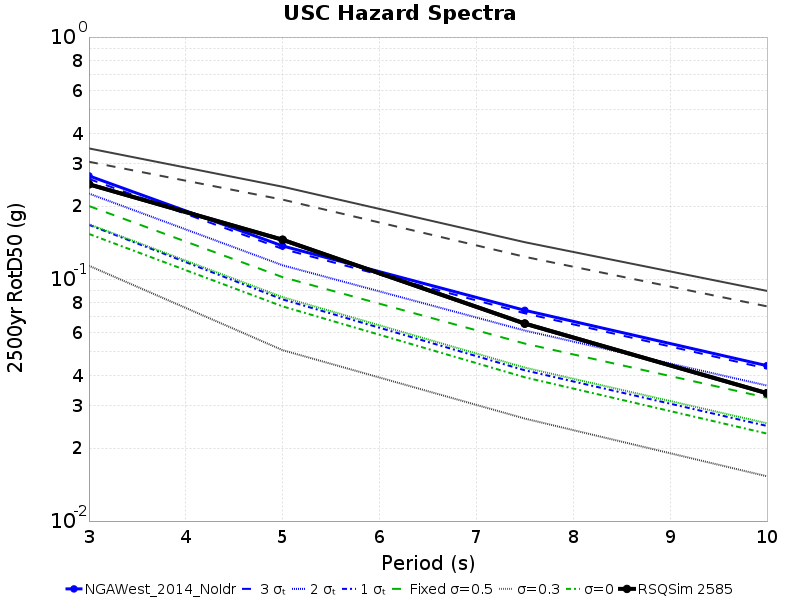 USC Hazard Spectra
10^0
8
6
4
3
2
10^-1
8
6
4
3
2
10^-2
2500yr RotD50 (g)
3 4 5 6 7 8 9 10
Period (s)
NGAWest_2014_NoIdr 3 σₜ 2 σₜ 1 σₜ Fixed σ=0.5 σ=0.3 σ=0 RSQSim 2585